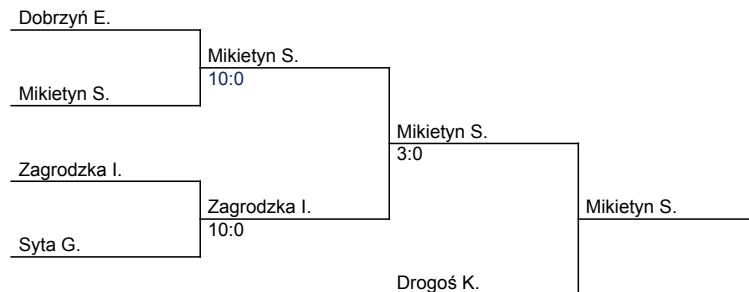 Dobrzyń E.
Mikietyn S.
10:0
Mikietyn S.
Mikietyn S.
3:0
Zagrodzka I.
Zagrodzka I.
10:0
Mikietyn S.
Syta G.
Drogoś K.